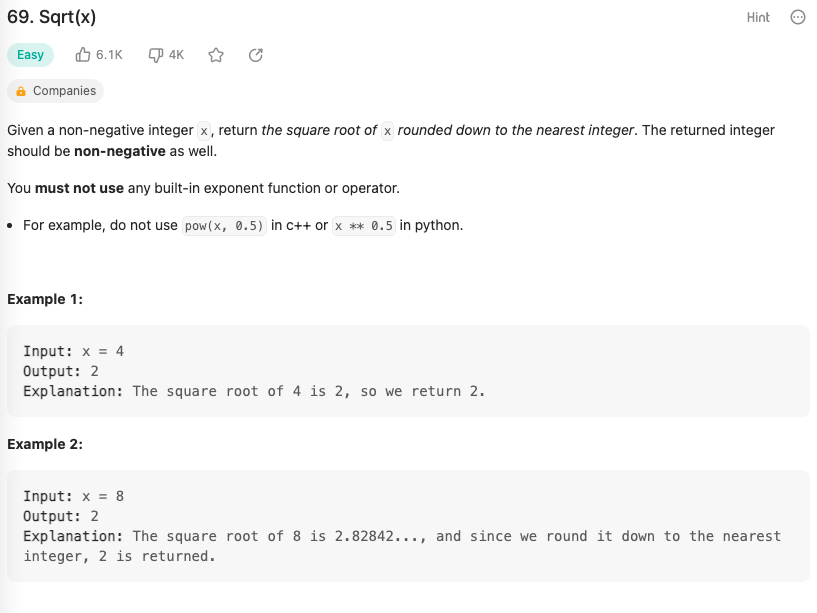 69. Sqrt(x)
Hint
Easy 6.1K 4K
Companies
Given a non-negative integer x, return the square root of x rounded down to the nearest integer. The returned integer
should be non-negative as well.
You must not use any built-in exponent function or operator.
• For example, do not use pow(x, 0.5) in c++ or x ** 0.5 in python.
Example 1:
Input: x = 4
Output: 2
Explanation: The square root of 4 is 2, so we return 2.
Example 2:
Input: x = 8
Output: 2
Explanation: The square root of 8 is 2.82842..., and since we round it down to the nearest
integer, 2 is returned.